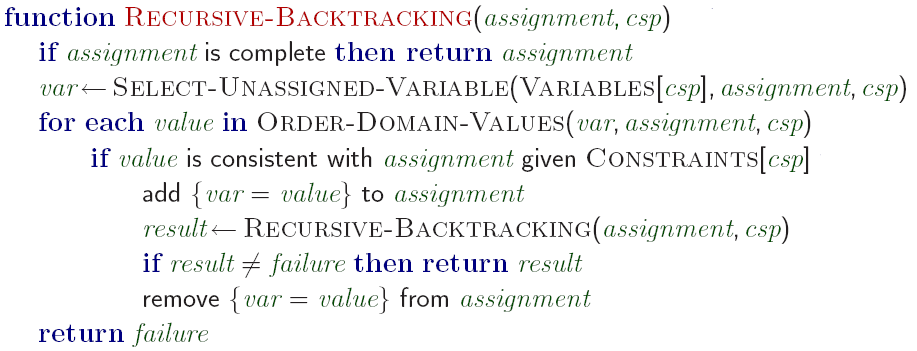 function RECURSIVE-BACKTRACKING(assignment, csp)
if assignment is complete then return assignment
var ← SELECT-UNASSIGNED-VARIABLE(VARIABLES[csp], assignment, csp)
for each value in ORDER-DOMAIN-VALUES(var, assignment, csp)
if value is consistent with assignment given CONSTRAINTS[csp]
add {var = value} to assignment
result ← RECURSIVE-BACKTRACKING(assignment, csp)
if result ≠ failure then return result
remove {var = value} from assignment
return failure